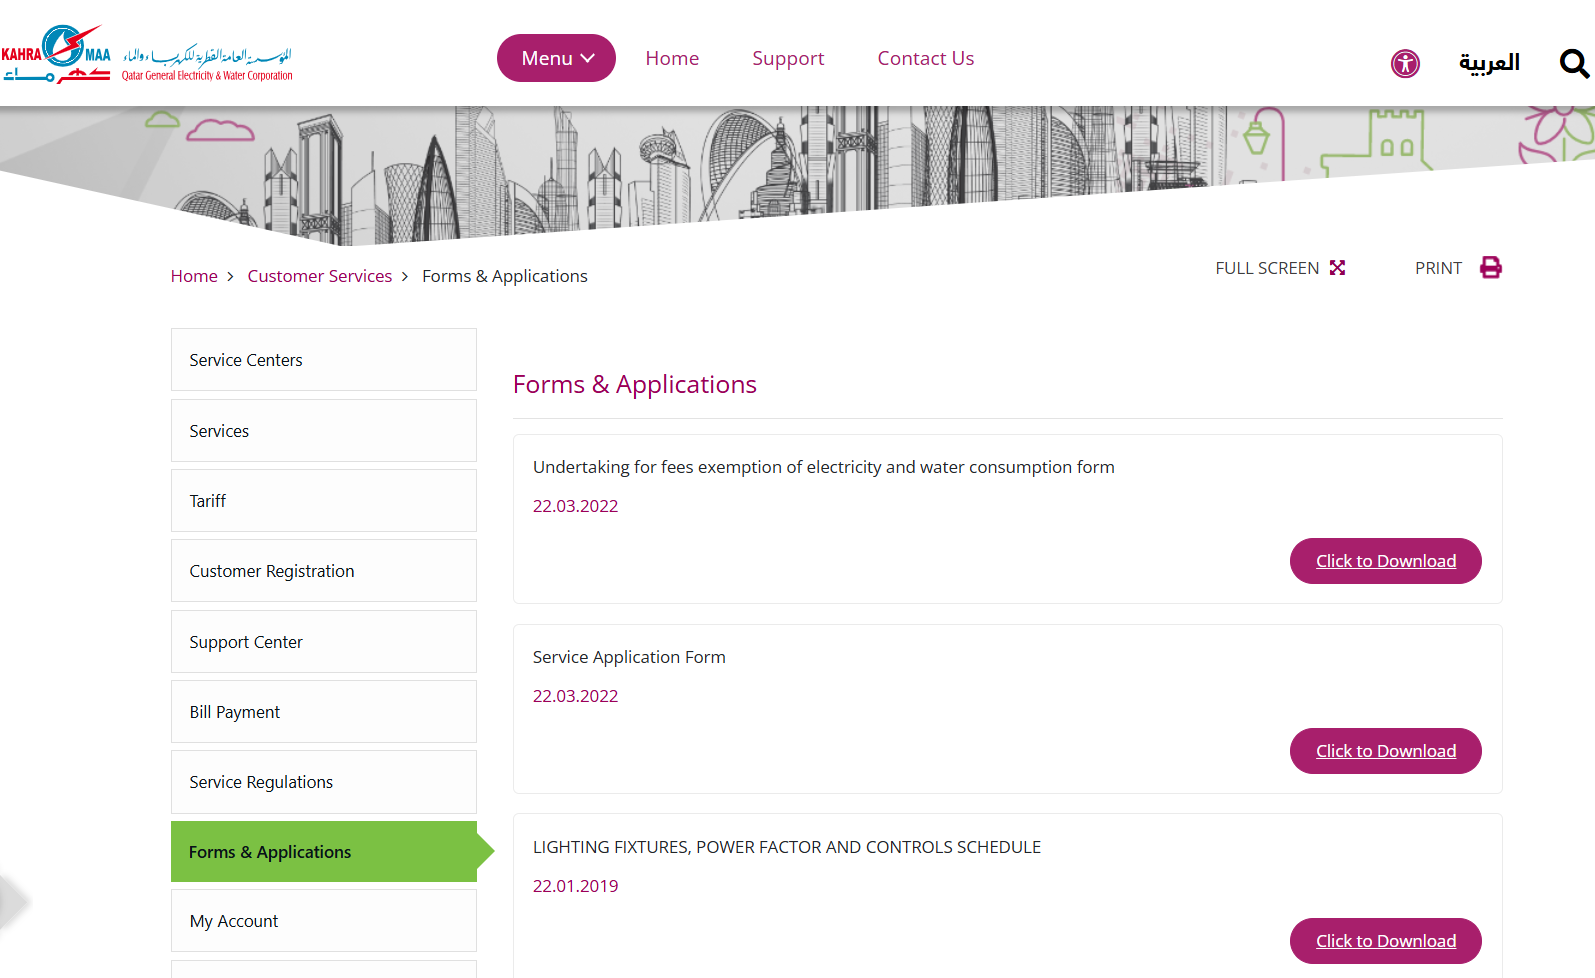 KAHRA MAA
كهرماء
المؤسسة العامة القطرية للكهرباء والماء
Qatar General Electricity & Water Corporation
Menu
Home
Support
Contact Us
العربية
Home > Customer Services > Forms & Applications
FULL SCREEN
PRINT
Service Centers
Services
Tariff
Customer Registration
Support Center
Bill Payment
Service Regulations
Forms & Applications
My Account
Forms & Applications
Undertaking for fees exemption of electricity and water consumption form
22.03.2022
Click to Download
Service Application Form
22.03.2022
Click to Download
LIGHTING FIXTURES, POWER FACTOR AND CONTROLS SCHEDULE
22.01.2019
Click to Download